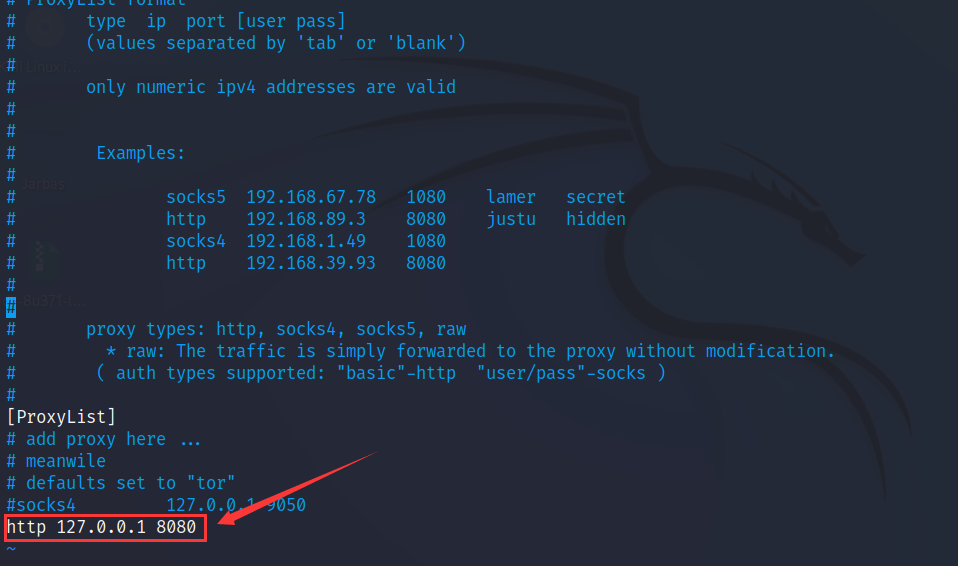 # ProxyList format
#       type  ip  port [user pass]
#       (values separated by 'tab' or 'blank')
#
#       only numeric ipv4 addresses are valid
#
#
#        Examples:
#
#               socks5  192.168.67.78   1080    lamer   secret
#               http    192.168.89.3    8080    justu   hidden
#               socks4  192.168.1.49    1080
#               http    192.168.39.93   8080
#
#
#       proxy types: http, socks4, socks5, raw
#         * raw: The traffic is simply forwarded to the proxy without modification.
#        ( auth types supported: "basic"-http  "user/pass"-socks )
#
[ProxyList]
# add proxy here ...
# meanwile
# defaults set to "tor"
#socks4         127.0.0.1 9050
http 127.0.0.1 8080
~